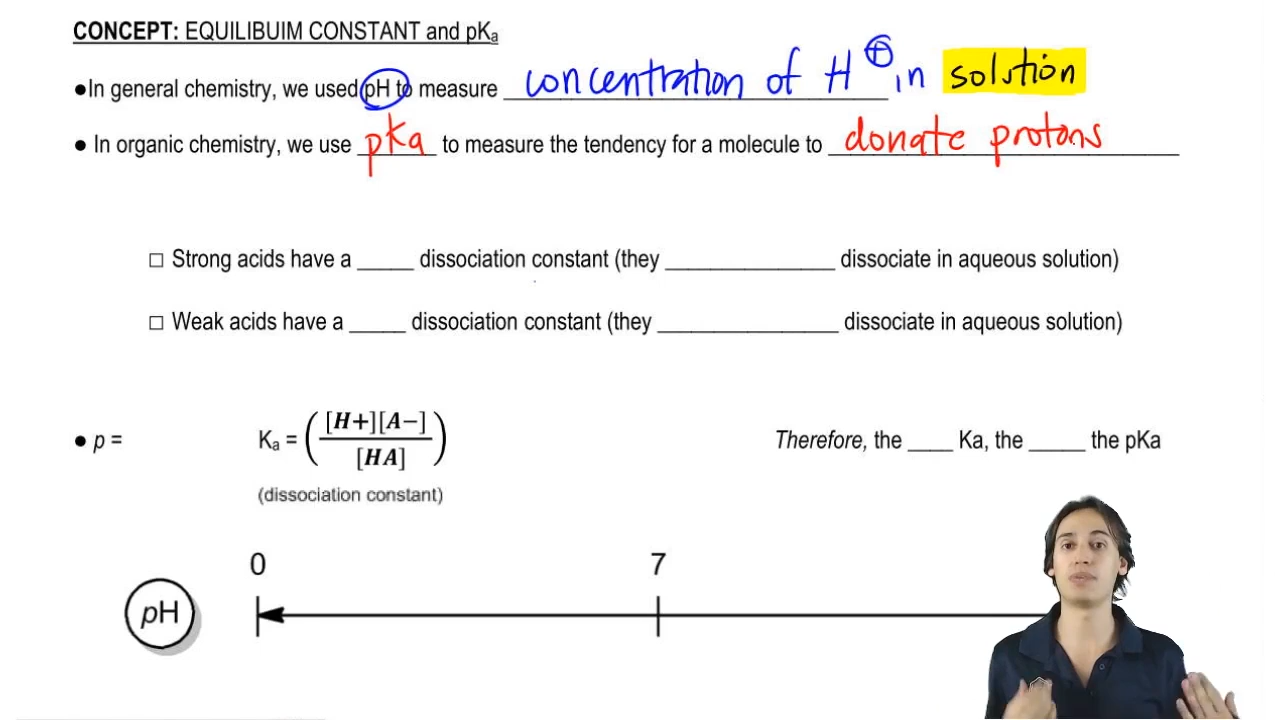 CONCEPT: EQUILIBUIM CONSTANT and pKa
●In general chemistry, we used pH to measure concentration of H⊕ in solution
● In organic chemistry, we use pKa to measure the tendency for a molecule to donate protons
□ Strong acids have a _____ dissociation constant (they ______________ dissociate in aqueous solution)
□ Weak acids have a _____ dissociation constant (they _______________ dissociate in aqueous solution)
● p = Ka = ([H+][A−] / [HA]) Therefore, the ____ Ka, the _____ the pKa
(dissociation constant)
0 7
pH